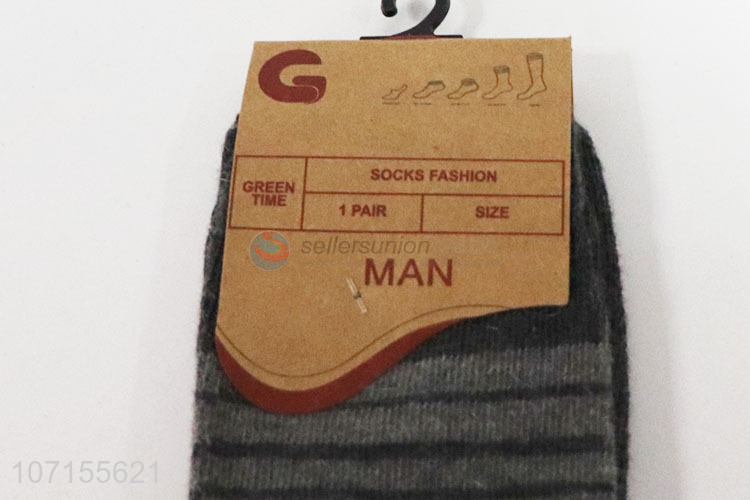 G
GREEN
TIME
SOCKS FASHION
1 PAIR
SIZE
sellersunion
MAN
107155621